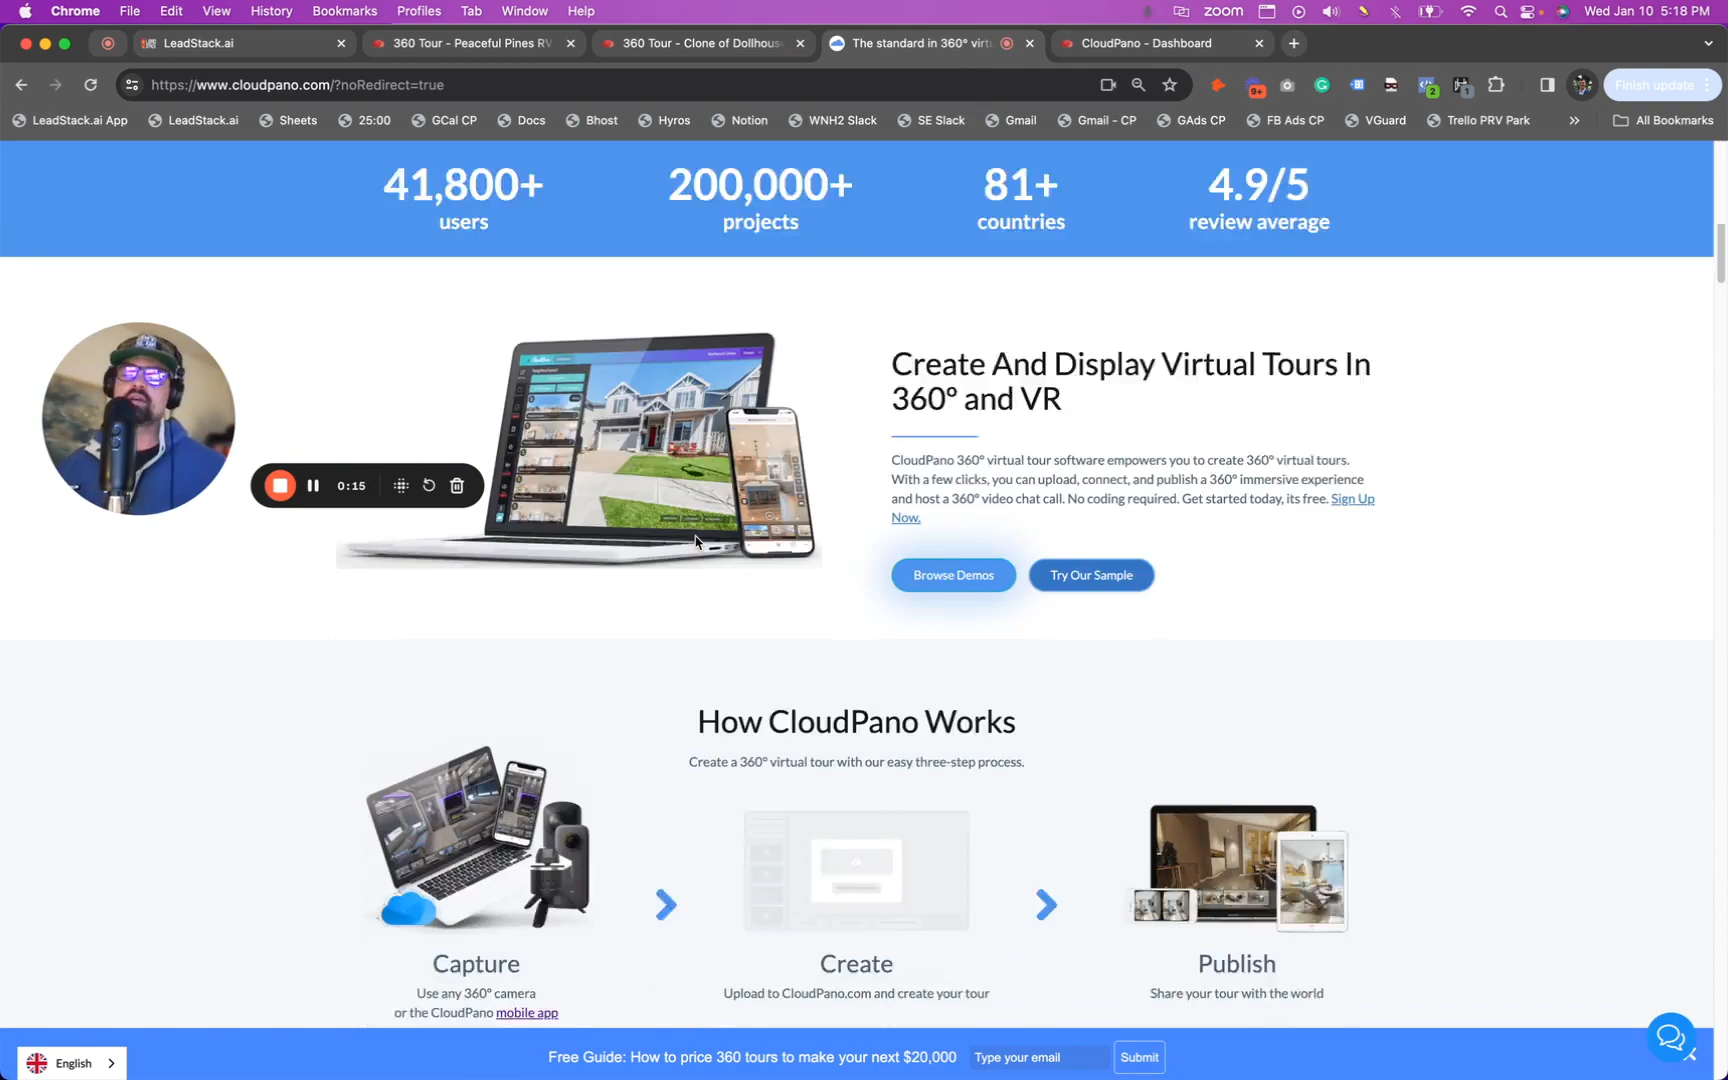 Chrome File Edit View History Bookmarks Profiles Tab Window Help zoom Wed Jan 10 5:18 PM
LeadStack.ai 360 Tour - Peaceful Pines RV 360 Tour - Clone of Dollhous The standard in 360° virtu CloudPano - Dashboard
https://www.cloudpano.com/?noRedirect=true 9+ 2 1 Finish update
LeadStack.ai App LeadStack.ai Sheets 25:00 GCal CP Docs Bhost Hyros Notion WNH2 Slack SE Slack Gmail Gmail - CP GAds CP FB Ads CP VGuard Trello PRV Park » All Bookmarks
41,800+ 200,000+ 81+ 4.9/5
users projects countries review average
Create And Display Virtual Tours In
360° and VR
CloudPano 360° virtual tour software empowers you to create 360° virtual tours.
With a few clicks, you can upload, connect, and publish a 360° immersive experience
and host a 360° video chat call. No coding required. Get started today, its free. Sign Up
Now.
0:15
Browse Demos Try Our Sample
How CloudPano Works
Create a 360° virtual tour with our easy three-step process.
Capture Create Publish
Use any 360° camera
or the CloudPano mobile app
Upload to CloudPano.com and create your tour
Share your tour with the world
Free Guide: How to price 360 tours to make your next $20,000 Type your email Submit
English